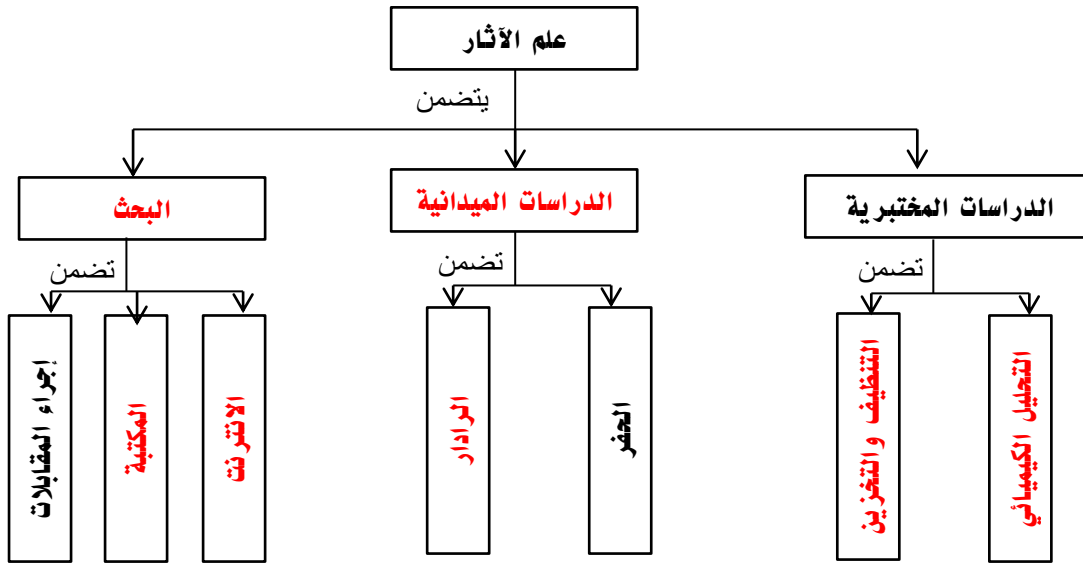 علم الآثار
يتضمن
الدراسات المختبرية
الدراسات الميدانية
البحث
تضمن
تضمن
تضمن
التحليل الكيميائي
التنظيف والتخزين
الحفر
الرادار
الانترنت
المكتبة
إجراء المقابلات